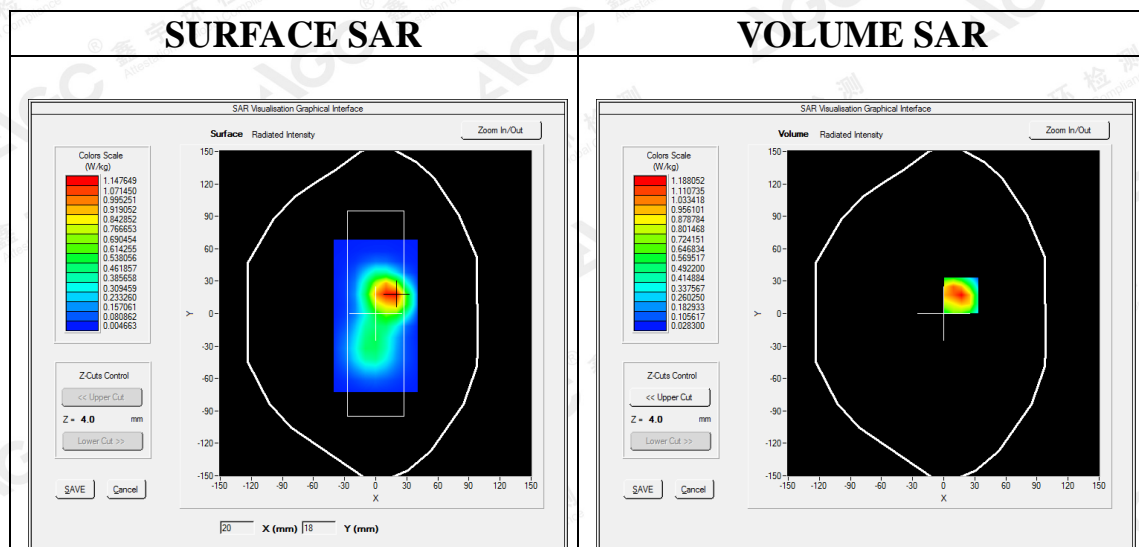 SURFACE SAR
VOLUME SAR
SAR Visualisation Graphical Interface
Surface Radiated Intensity
Zoom In/Out
Colors Scale
(W/kg)
1.147649
1.071450
0.995251
0.919052
0.842852
0.766653
0.690454
0.614255
0.538056
0.461857
0.385658
0.309459
0.233260
0.157061
0.080862
0.004663
Z-Cuts Control
<< Upper Cut
Z = 4.0 mm
Lower Cut >>
SAVE Cancel
150
120
90
60
30
0
-30
-60
-90
-120
-150
Y
-150 -120 -90 -60 -30 0 30 60 90 120 150
X
20 X (mm) 18 Y (mm)
SAR Visualisation Graphical Interface
Volume Radiated Intensity
Zoom In/Out
Colors Scale
(W/kg)
1.188052
1.110735
1.033418
0.956101
0.878784
0.801468
0.724151
0.646834
0.569517
0.492200
0.414884
0.337567
0.260250
0.182933
0.105617
0.028300
Z-Cuts Control
<< Upper Cut
Z = 4.0 mm
Lower Cut >>
SAVE Cancel
150
120
90
60
30
0
-30
-60
-90
-120
-150
Y
-150 -120 -90 -60 -30 0 30 60 90 120 150
X